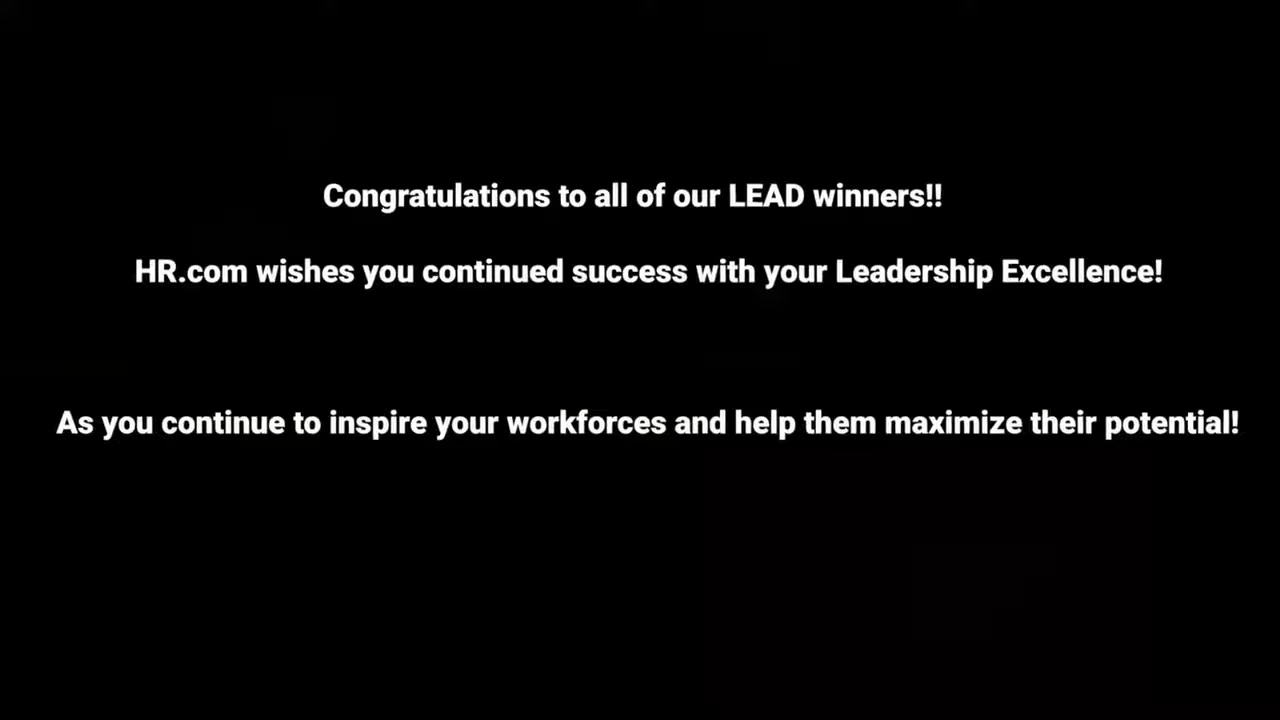 Congratulations to all of our LEAD winners!!
HR.com wishes you continued success with your Leadership Excellence!
As you continue to inspire your workforces and help them maximize their potential!